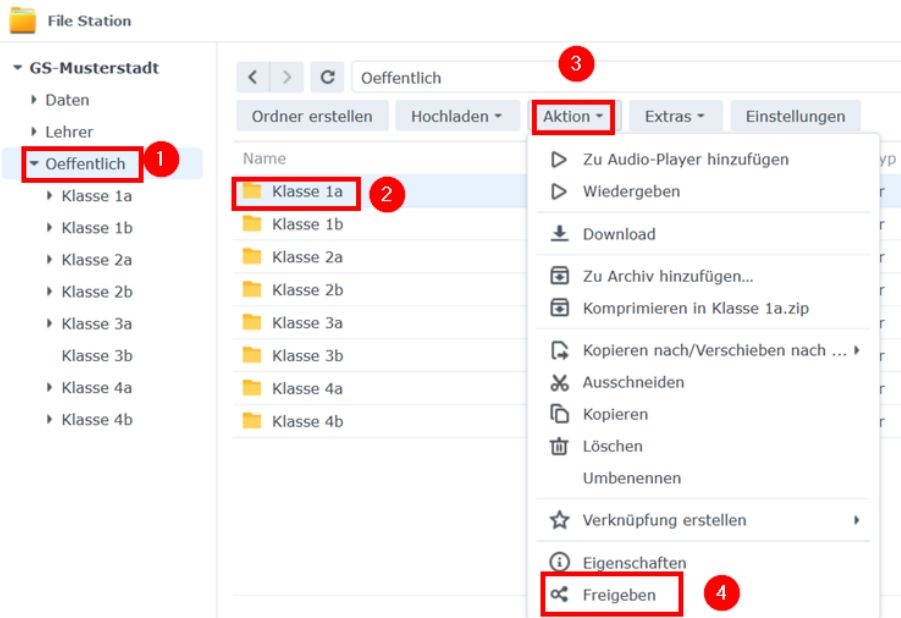 File Station
GS-Musterstadt
Daten
Lehrer
Oeffentlich
Klasse 1a
Klasse 1b
Klasse 2a
Klasse 2b
Klasse 3a
Klasse 3b
Klasse 4a
Klasse 4b
1
3
Oeffentlich
Ordner erstellen Hochladen Aktion Extras Einstellungen
Name
Klasse 1a
2
Klasse 1b
Klasse 2a
Klasse 2b
Klasse 3a
Klasse 3b
Klasse 4a
Klasse 4b
Zu Audio-Player hinzufügen
Wiedergeben
Download
Zu Archiv hinzufügen...
Komprimieren in Klasse 1a.zip
Kopieren nach/Verschieben nach ...
Ausschneiden
Kopieren
Löschen
Umbenennen
Verknüpfung erstellen
Eigenschaften
Freigeben
4